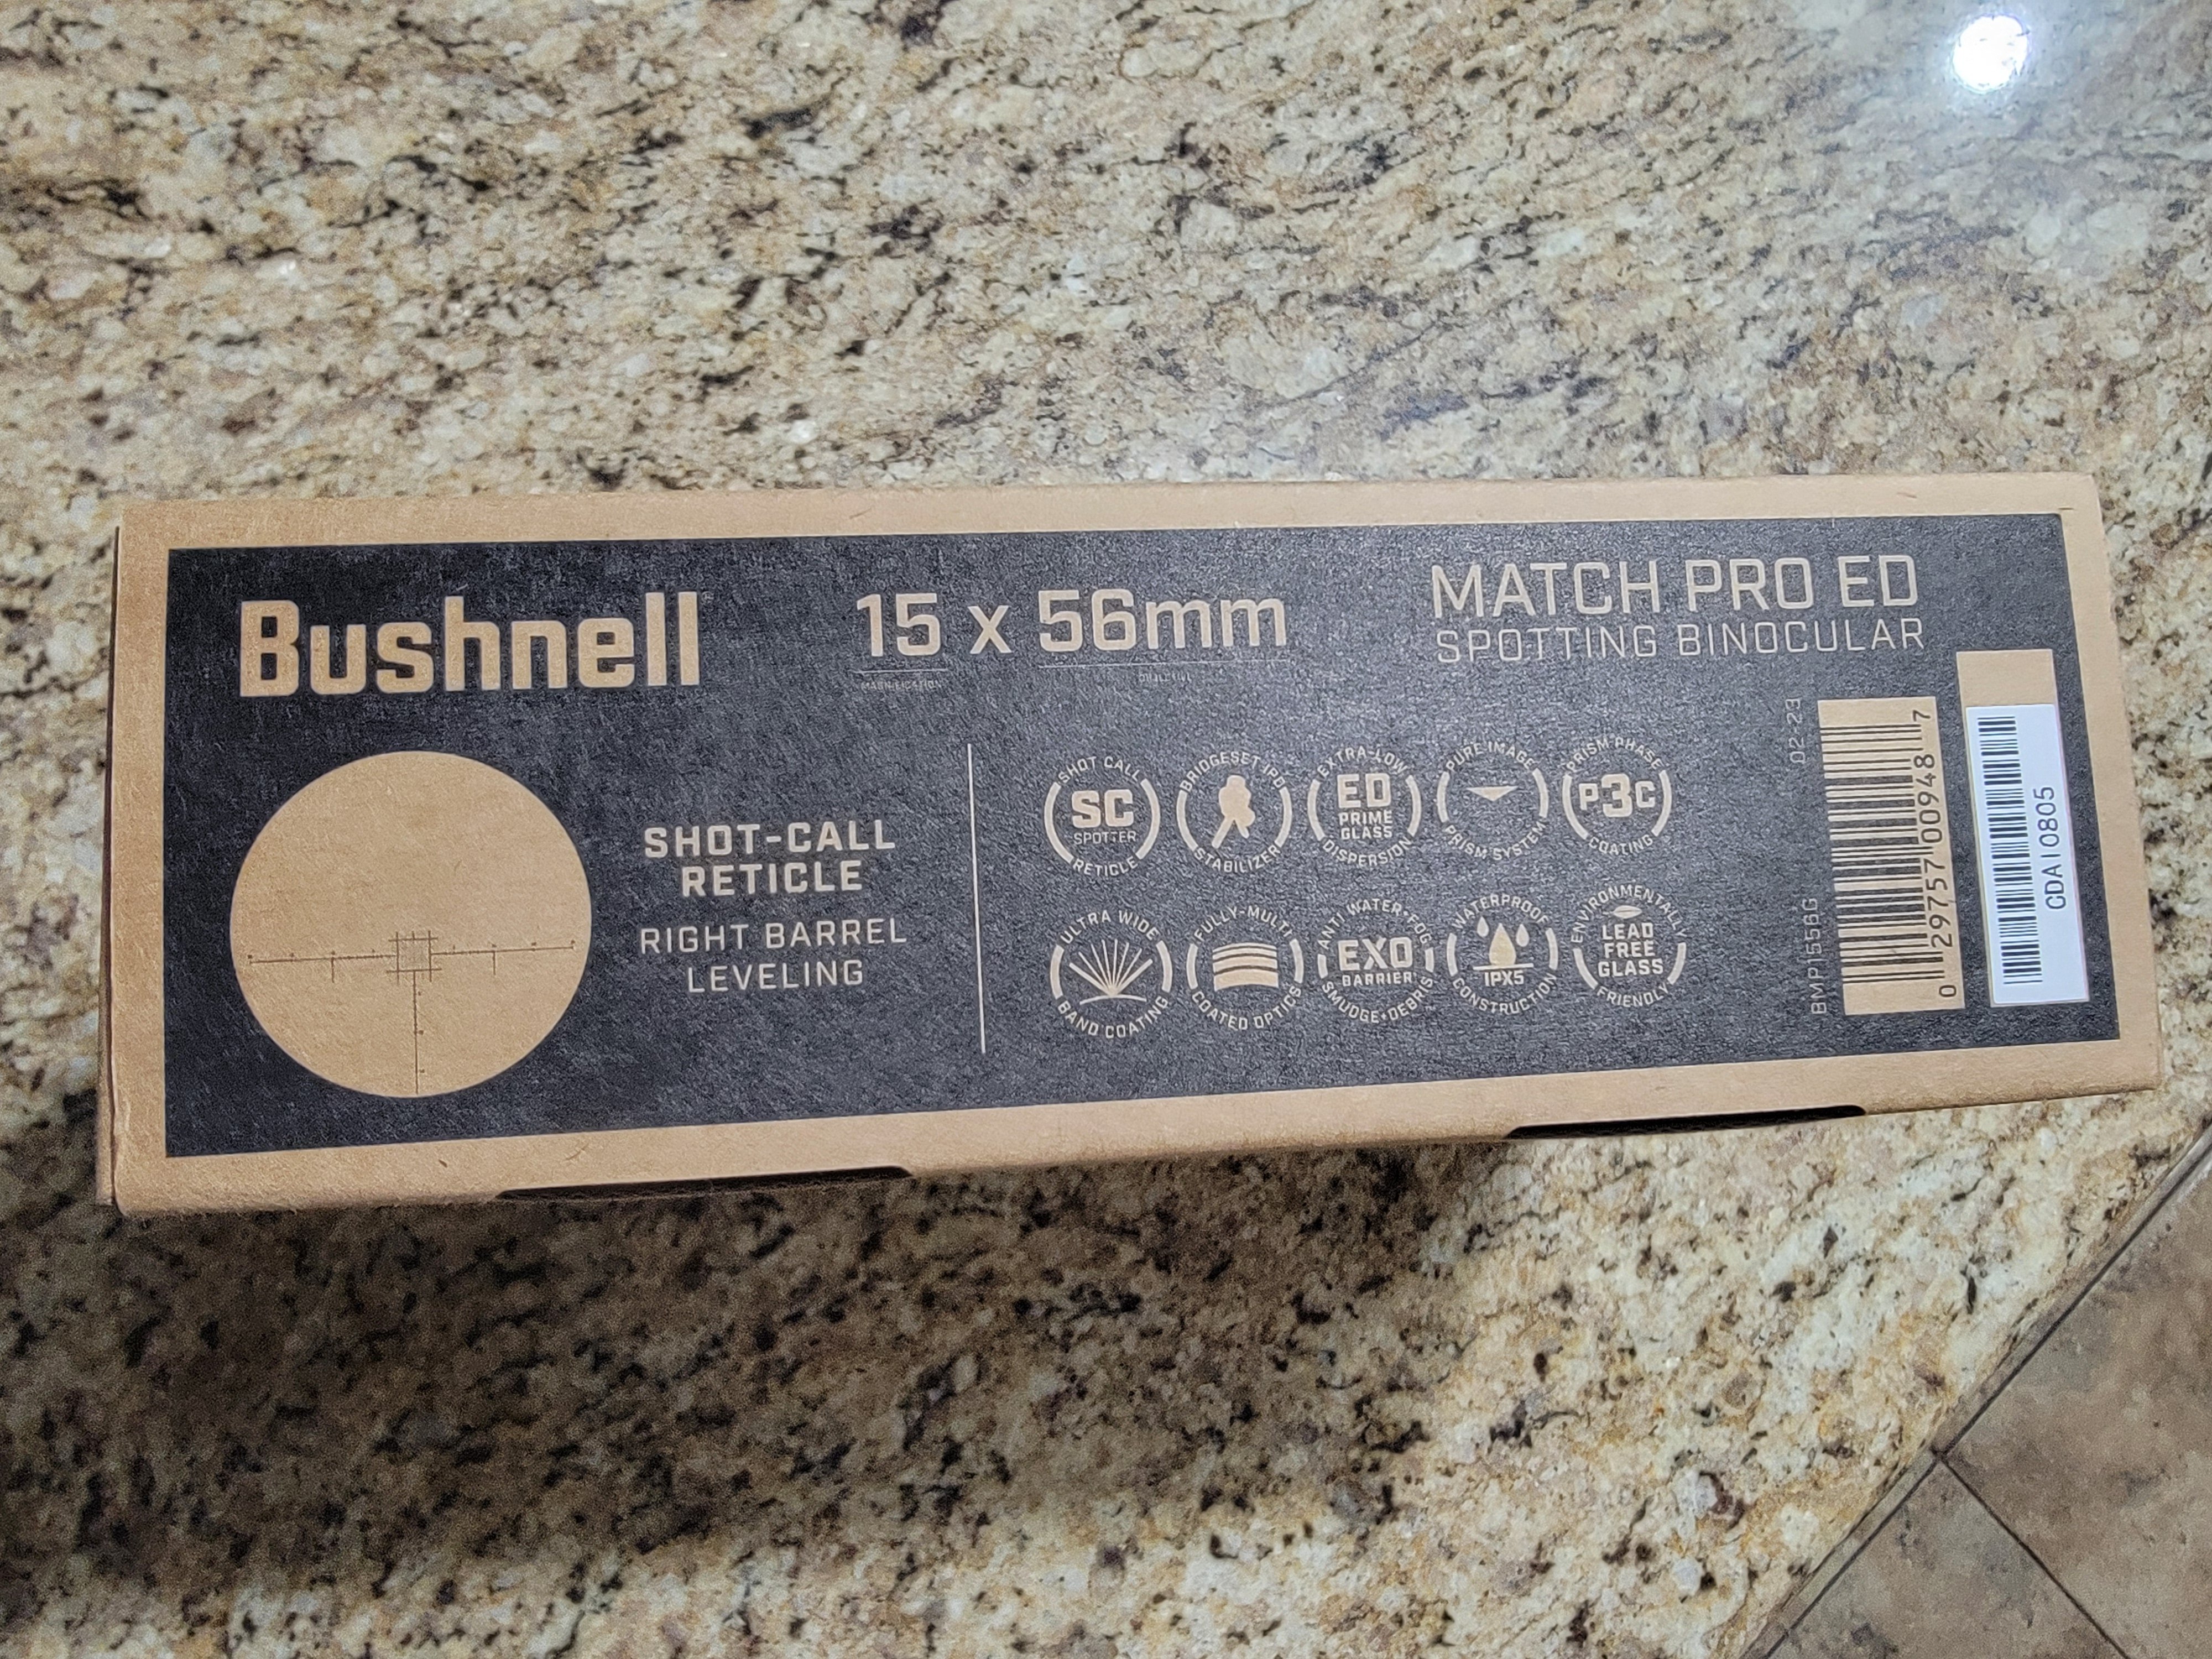 Bushnell
15 x 56mm
MAGNIFICATION
OBJECTIVE
MATCH PRO ED
SPOTTING BINOCULAR
SHOT-CALL
RETICLE
RIGHT BARREL
LEVELING
SHOT CALL
SC
SPOTTER
RETICLE
BRIDGESET
STABILIZER
EXTRA-LOW
ED
PRIME
GLASS
DISPERSION
PURE IMAGE
PRISM SYSTEM
PRISM PHASE
P3C
COATING
ULTRA WIDE
BAND COATING
FULLY-MULTI
COATED OPTICS
ANTI WATER+FOG
EXO
BARRIER
SMUDGE+DEBRIS
WATERPROOF
IPX5
CONSTRUCTION
ENVIRONMENTALLY
LEAD
FREE
GLASS
FRIENDLY
02-23
BMP1556G
0 29757 00948 7
CDA10805